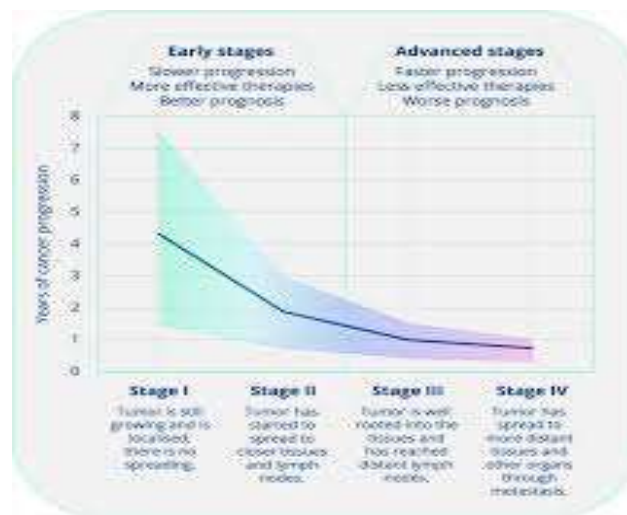 Early stages
Slower progression
More effective therapies
Better prognosis
Advanced stages
Faster progression
Less effective therapies
Worse prognosis
Years of cancer progression
8
7
6
5
4
3
2
1
0
Stage I
Tumor is still
growing and is
localised,
there is no
spreading.
Stage II
Tumor has
started to
spread to
closer tissues
and lymph
nodes.
Stage III
Tumor is well
rooted into the
tissues and
has reached
distant lymph
nodes.
Stage IV
Tumor has
spread to
more distant
tissues and
other organs
through
metastasis.